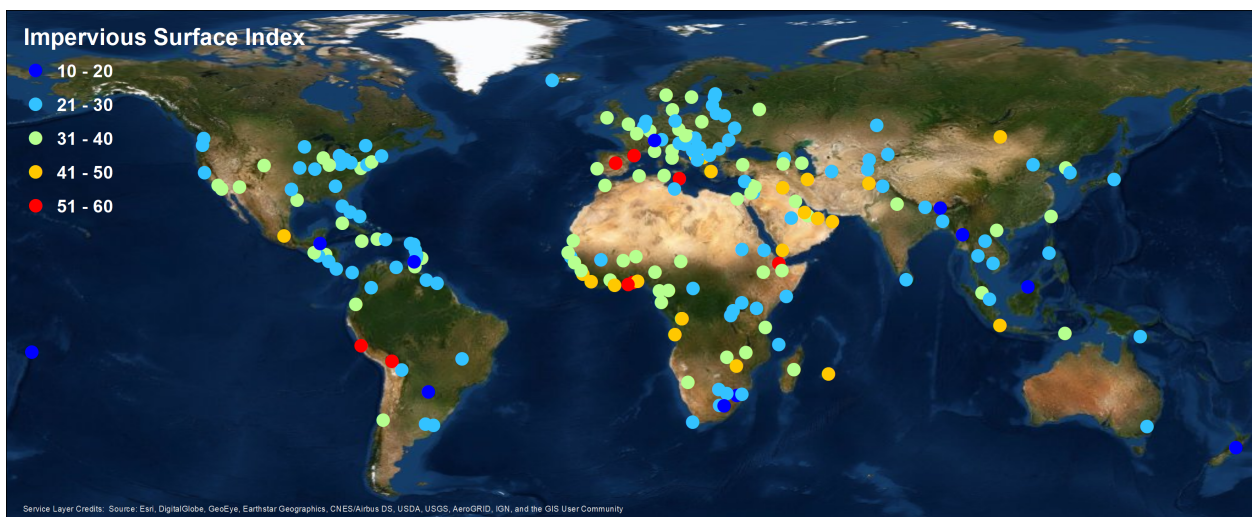 Impervious Surface Index
10 - 20
21 - 30
31 - 40
41 - 50
51 - 60
Service Layer Credits: Source: Esri, DigitalGlobe, GeoEye, Earthstar Geographics, CNES/Airbus DS, USDA, USGS, AeroGRID, IGN, and the GIS User Community